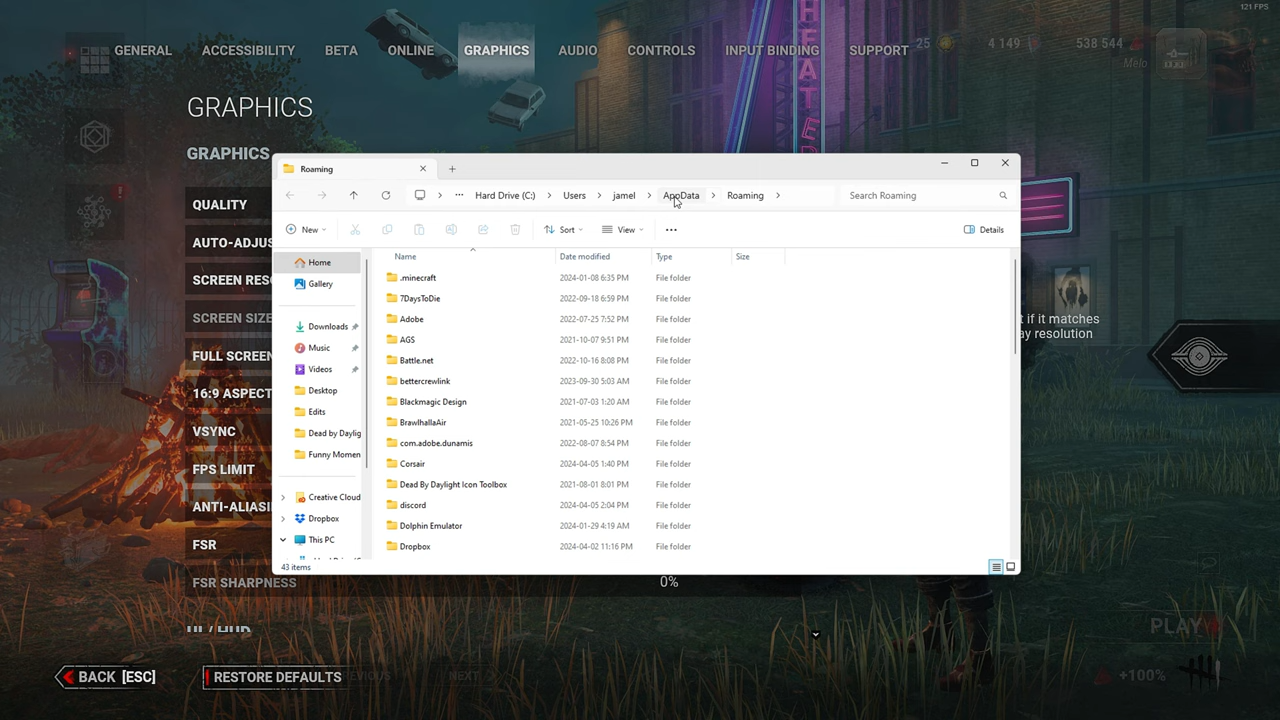 121 FPS
GENERAL ACCESSIBILITY BETA ONLINE GRAPHICS AUDIO CONTROLS INPUT BINDING SUPPORT 25 4 149 538 544
Melo
HEATER
GRAPHICS
GRAPHICS
QUALITY
AUTO-ADJUS
SCREEN RES
SCREEN SIZE
FULL SCREEN
16:9 ASPECT
VSYNC
FPS LIMIT
ANTI-ALIASI
FSR
FSR SHARPNESS 0%
Roaming
Hard Drive (C:) Users jamel AppData Roaming Search Roaming
New Sort View Details
Home
Gallery
Downloads
Music
Videos
Desktop
Edits
Dead by Daylig
Funny Momen
Creative Cloud
Dropbox
This PC
Name Date modified Type Size
.minecraft 2024-01-08 6:35 PM File folder
7DaysToDie 2022-09-18 6:59 PM File folder
Adobe 2022-07-25 7:52 PM File folder
AGS 2021-10-07 9:51 PM File folder
Battle.net 2022-10-16 8:08 PM File folder
bettercrewlink 2023-09-30 5:03 AM File folder
Blackmagic Design 2021-07-03 1:20 AM File folder
BrawlhallaAir 2021-05-25 10:26 PM File folder
com.adobe.dunamis 2022-08-07 8:54 PM File folder
Corsair 2024-04-05 1:40 PM File folder
Dead By Daylight Icon Toolbox 2021-08-01 8:01 PM File folder
discord 2024-04-05 2:04 PM File folder
Dolphin Emulator 2024-01-29 4:19 AM File folder
Dropbox 2024-04-02 11:16 PM File folder
43 items
t if it matches
ay resolution
PLAY
+100%
BACK [ESC] RESTORE DEFAULTS NEXT